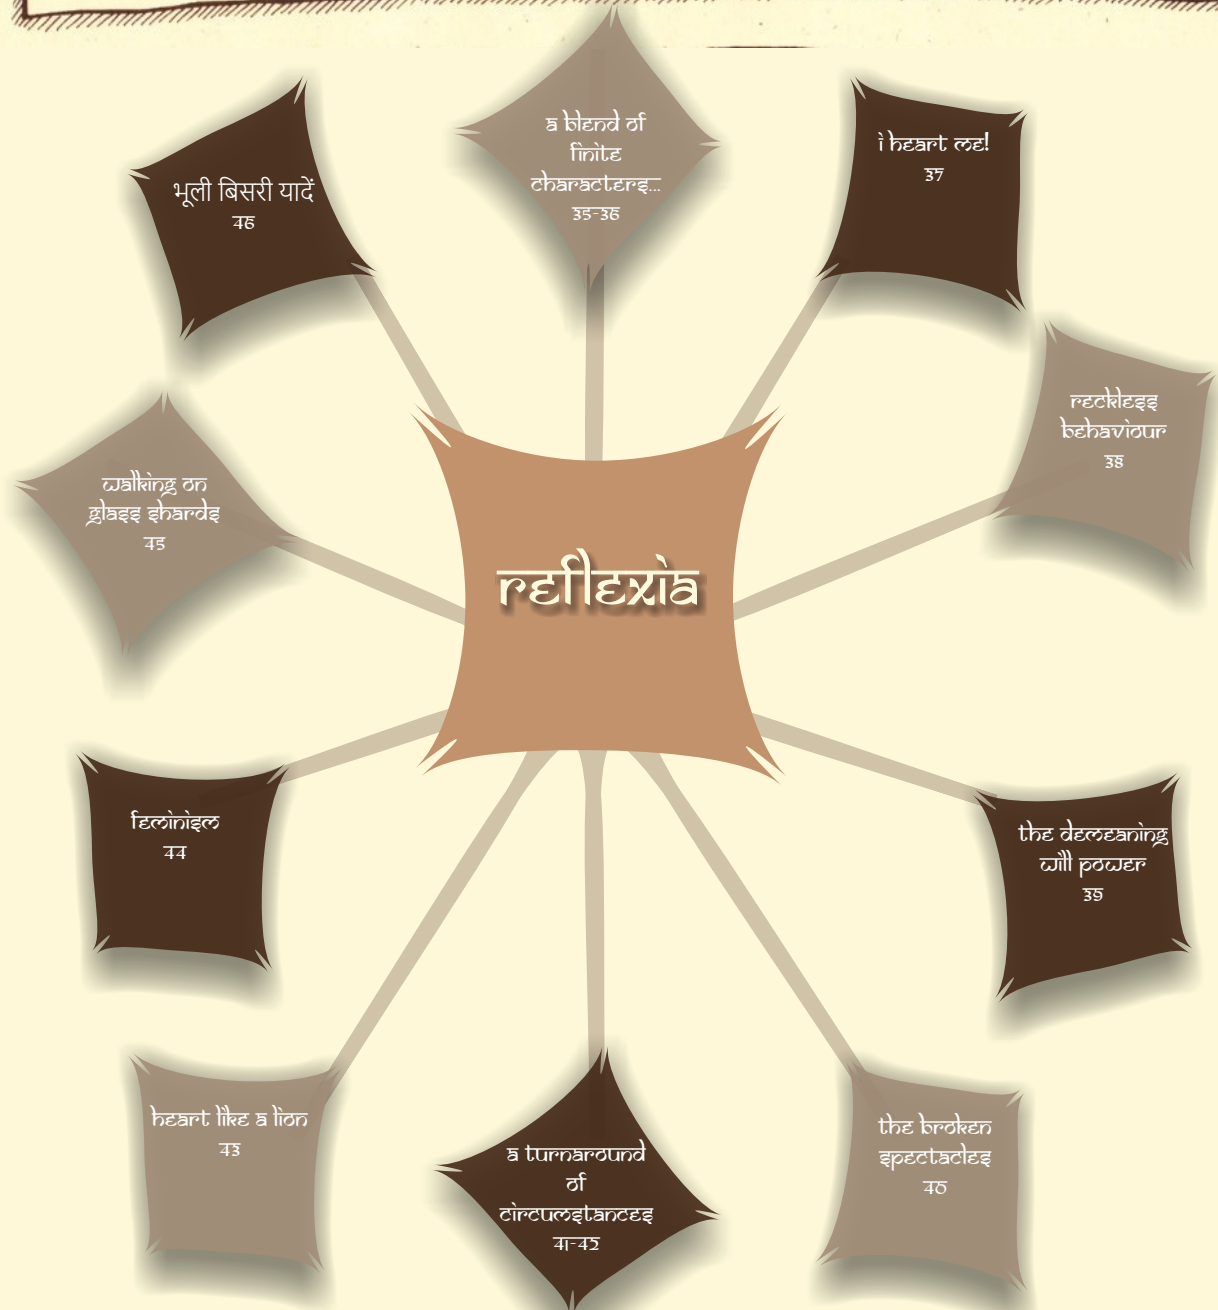 a blend of
finite
characters...
35-36
i heart me!
37
reckless
behaviour
38
the demeaning
will power
39
the broken
spectacles
40
a turnaround
of
circumstances
41-42
heart like a lion
43
feminism
44
walking on
glass shards
45
भूली बिसरी यादें
46
reflexia